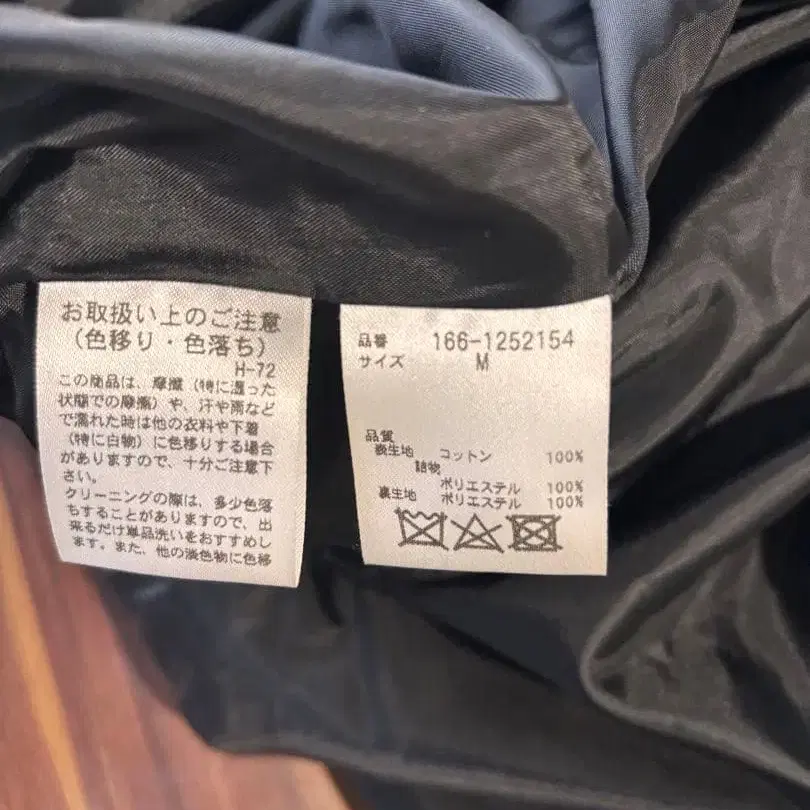 お取扱い上のご注意
(色移り・色落ち)
H-72
この商品は、摩擦(特に湿った
状態での摩擦)や、汗や雨など
で濡れた時は他の衣料や下着
(特に白物)に色移りする場合
がありますので、十分ご注意下
さい。
クリーニングの際は、多少色落
ちすることがありますので、出
来るだけ単品洗いをおすすめし
ます。また、他の淡色物に色移
品番 166-1252154
サイズ M
品質
表生地 コットン 100%
詰物
ポリエステル 100%
裏生地 ポリエステル 100%